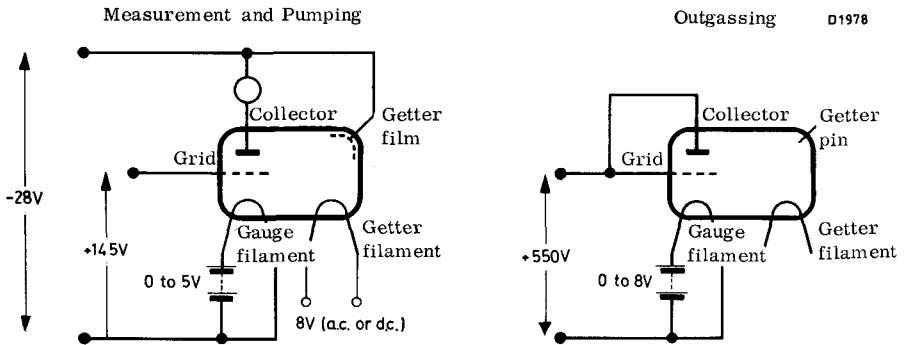 Measurement and Pumping
Outgassing
D1978
Collector
Getter
film
Grid
-28V
+145V
Gauge
filament
Getter
filament
0 to 5V
8V (a.c. or d.c.)
Collector
Getter
pin
Grid
+550V
Gauge
filament
Getter
filament
0 to 8V